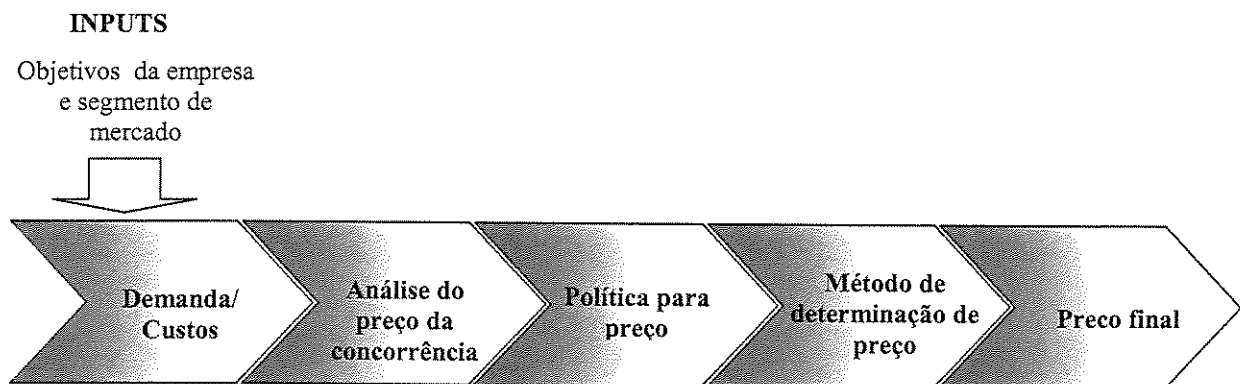 INPUTS
Objetivos da empresa
e segmento de
mercado
Demanda/
Custos
Análise do
preço da
concorrência
Política para
preço
Método de
determinação de
preço
Preco final